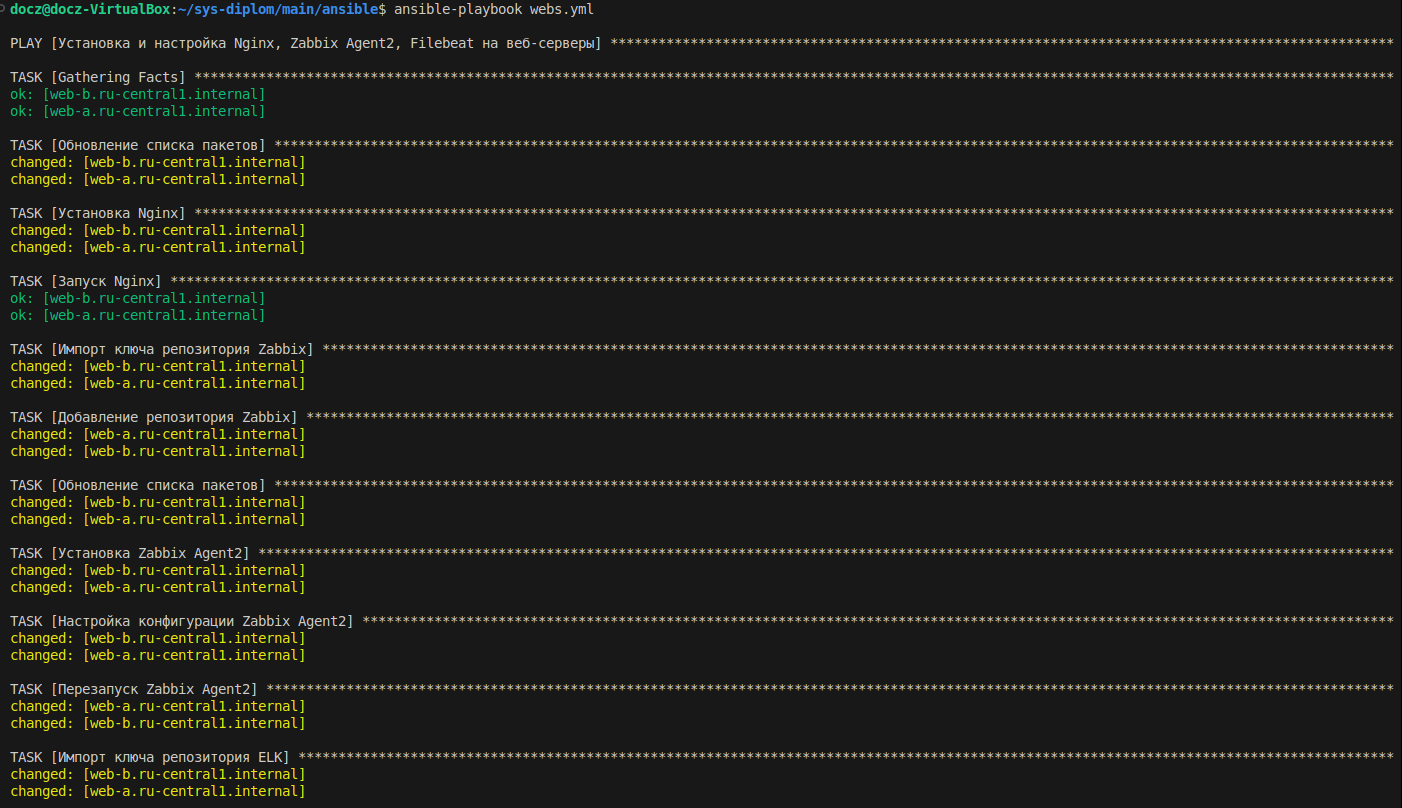 docz@docz-VirtualBox:~/sys-diplom/main/ansible$ ansible-playbook webs.yml
PLAY [Установка и настройка Nginx, Zabbix Agent2, Filebeat на веб-серверы] **************************************************************************************************
TASK [Gathering Facts] ******************************************************************************************************************************************************
ok: [web-b.ru-central1.internal]
ok: [web-a.ru-central1.internal]
TASK [Обновление списка пакетов] ********************************************************************************************************************************************
changed: [web-b.ru-central1.internal]
changed: [web-a.ru-central1.internal]
TASK [Установка Nginx] ******************************************************************************************************************************************************
changed: [web-b.ru-central1.internal]
changed: [web-a.ru-central1.internal]
TASK [Запуск Nginx] *********************************************************************************************************************************************************
ok: [web-b.ru-central1.internal]
ok: [web-a.ru-central1.internal]
TASK [Импорт ключа репозитория Zabbix] **************************************************************************************************************************************
changed: [web-b.ru-central1.internal]
changed: [web-a.ru-central1.internal]
TASK [Добавление репозитория Zabbix] ****************************************************************************************************************************************
changed: [web-a.ru-central1.internal]
changed: [web-b.ru-central1.internal]
TASK [Обновление списка пакетов] ********************************************************************************************************************************************
changed: [web-b.ru-central1.internal]
changed: [web-a.ru-central1.internal]
TASK [Установка Zabbix Agent2] **********************************************************************************************************************************************
changed: [web-b.ru-central1.internal]
changed: [web-a.ru-central1.internal]
TASK [Настройка конфигурации Zabbix Agent2] *********************************************************************************************************************************
changed: [web-b.ru-central1.internal]
changed: [web-a.ru-central1.internal]
TASK [Перезапуск Zabbix Agent2] *********************************************************************************************************************************************
changed: [web-a.ru-central1.internal]
changed: [web-b.ru-central1.internal]
TASK [Импорт ключа репозитория ELK] *****************************************************************************************************************************************
changed: [web-b.ru-central1.internal]
changed: [web-a.ru-central1.internal]